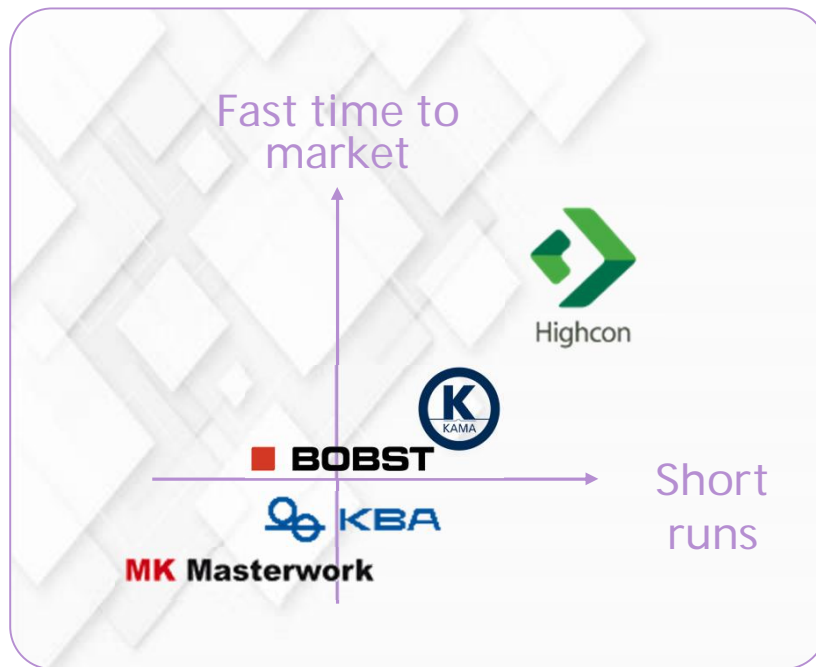 Fast time to
market
Highcon
K
KAMA
BOBST
Short
runs
KBA
MK Masterwork